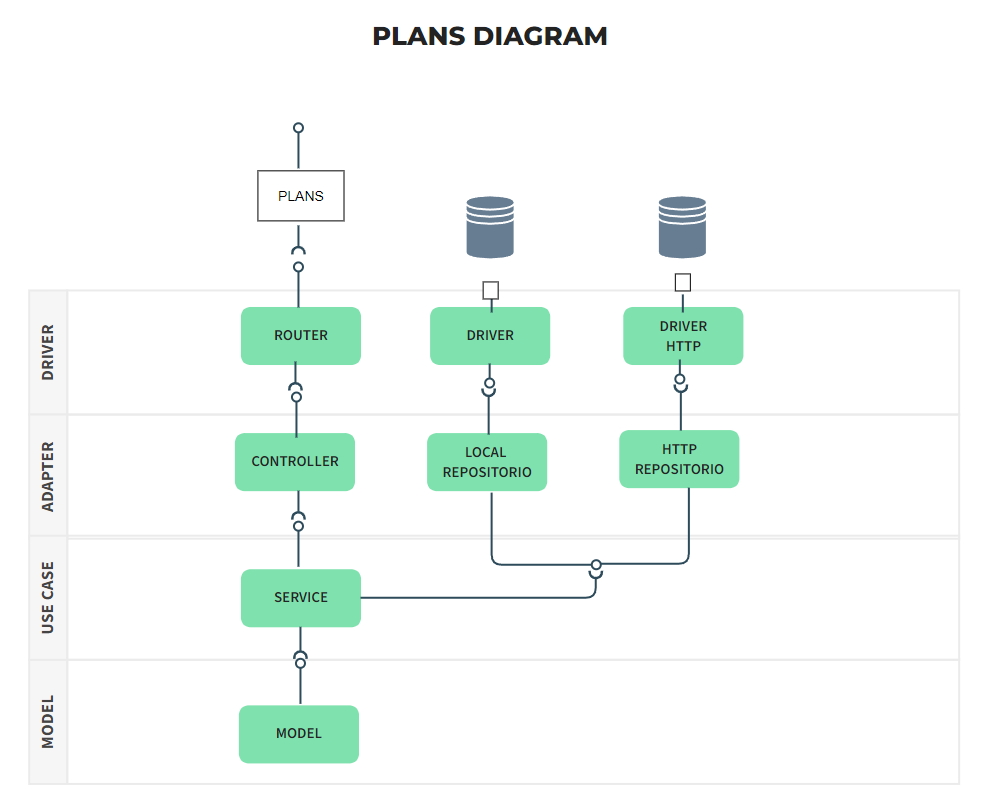 PLANS DIAGRAM
PLANS
DRIVER
ROUTER
DRIVER
DRIVER
HTTP
ADAPTER
CONTROLLER
LOCAL
REPOSITORIO
HTTP
REPOSITORIO
USE CASE
SERVICE
MODEL
MODEL